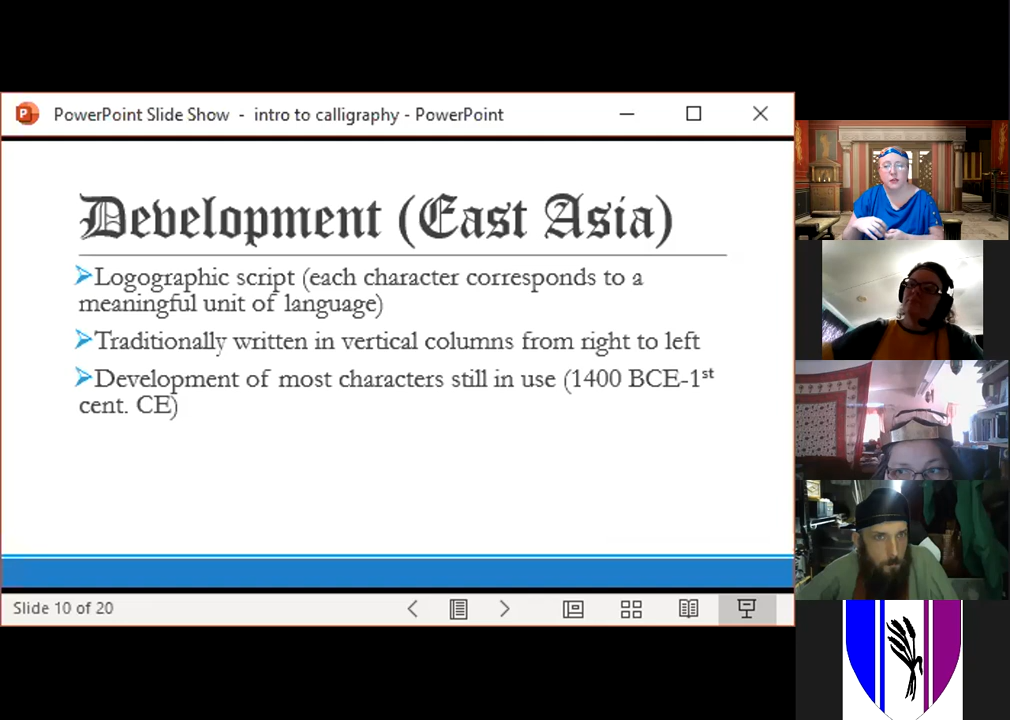 PowerPoint Slide Show - intro to calligraphy - PowerPoint
Development (East Asia)
➢Logographic script (each character corresponds to a
meaningful unit of language)
➢Traditionally written in vertical columns from right to left
➢Development of most characters still in use (1400 BCE-1st
cent. CE)
Slide 10 of 20